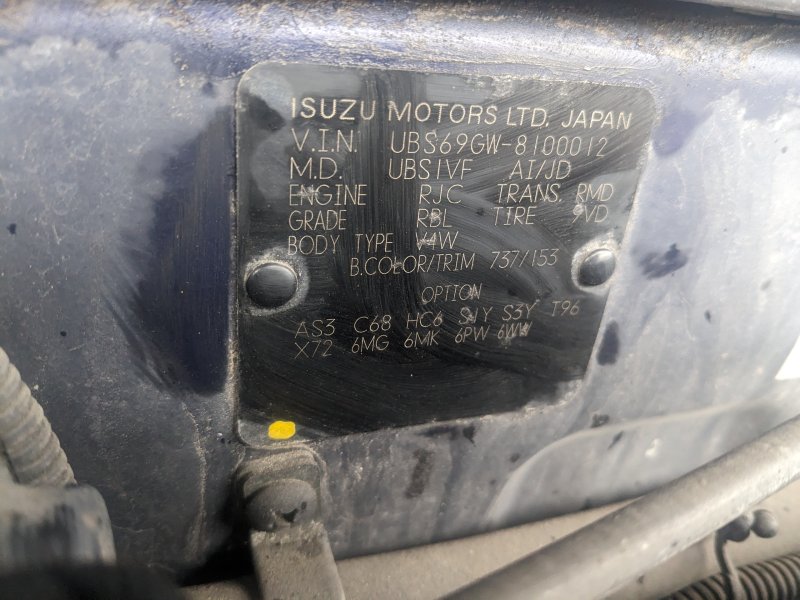 ISUZU MOTORS LTD. JAPAN
V.I.N. UBS69GW-8100012
M.D. UBS1VF AI/JD
ENGINE RJC TRANS. RMD
GRADE RBL TIRE 9VD
BODY TYPE V4W
B.COLOR/TRIM 737/153
OPTION
AS3 C68 HC6 SJY S3Y T96
X72 6MG 6MK 6PW 6WW